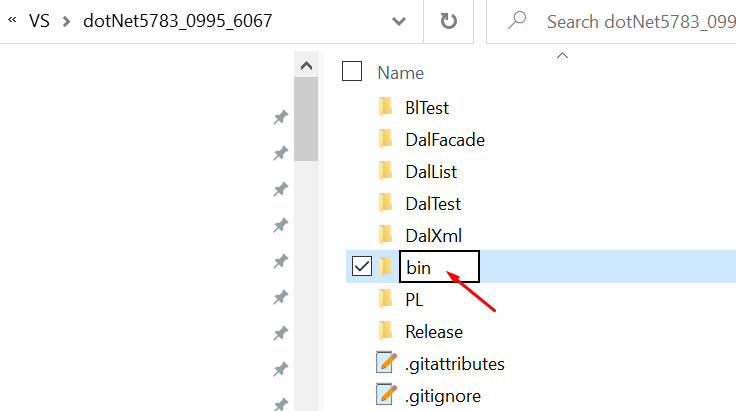 « VS > dotNet5783_0995_6067
Search dotNet5783_099
Name
BlTest
DalFacade
DalList
DalTest
DalXml
bin
PL
Release
.gitattributes
.gitignore